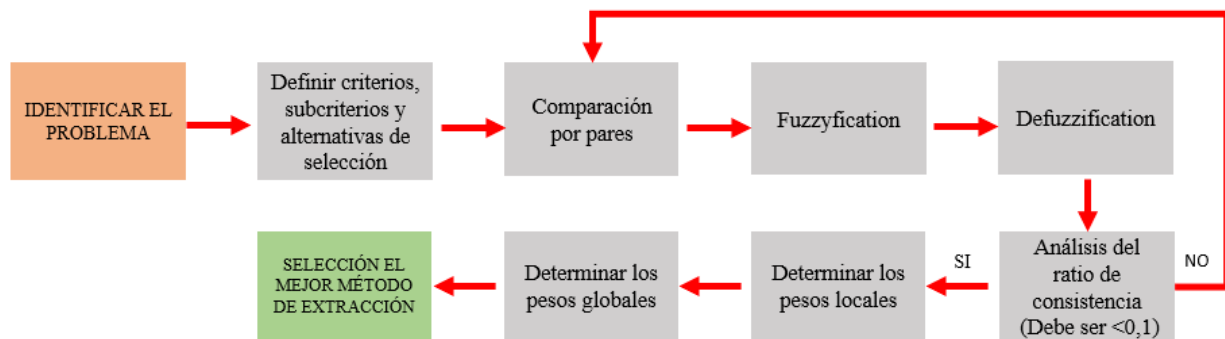 IDENTIFICAR EL
PROBLEMA
Definir criterios,
subcriterios y
alternativas de
selección
Comparación
por pares
Fuzzyfication
Defuzzification
Análisis del
ratio de
consistencia
(Debe ser <0,1)
NO
SI
Determinar los
pesos locales
Determinar los
pesos globales
SELECCIÓN EL
MEJOR MÉTODO
DE EXTRACCIÓN